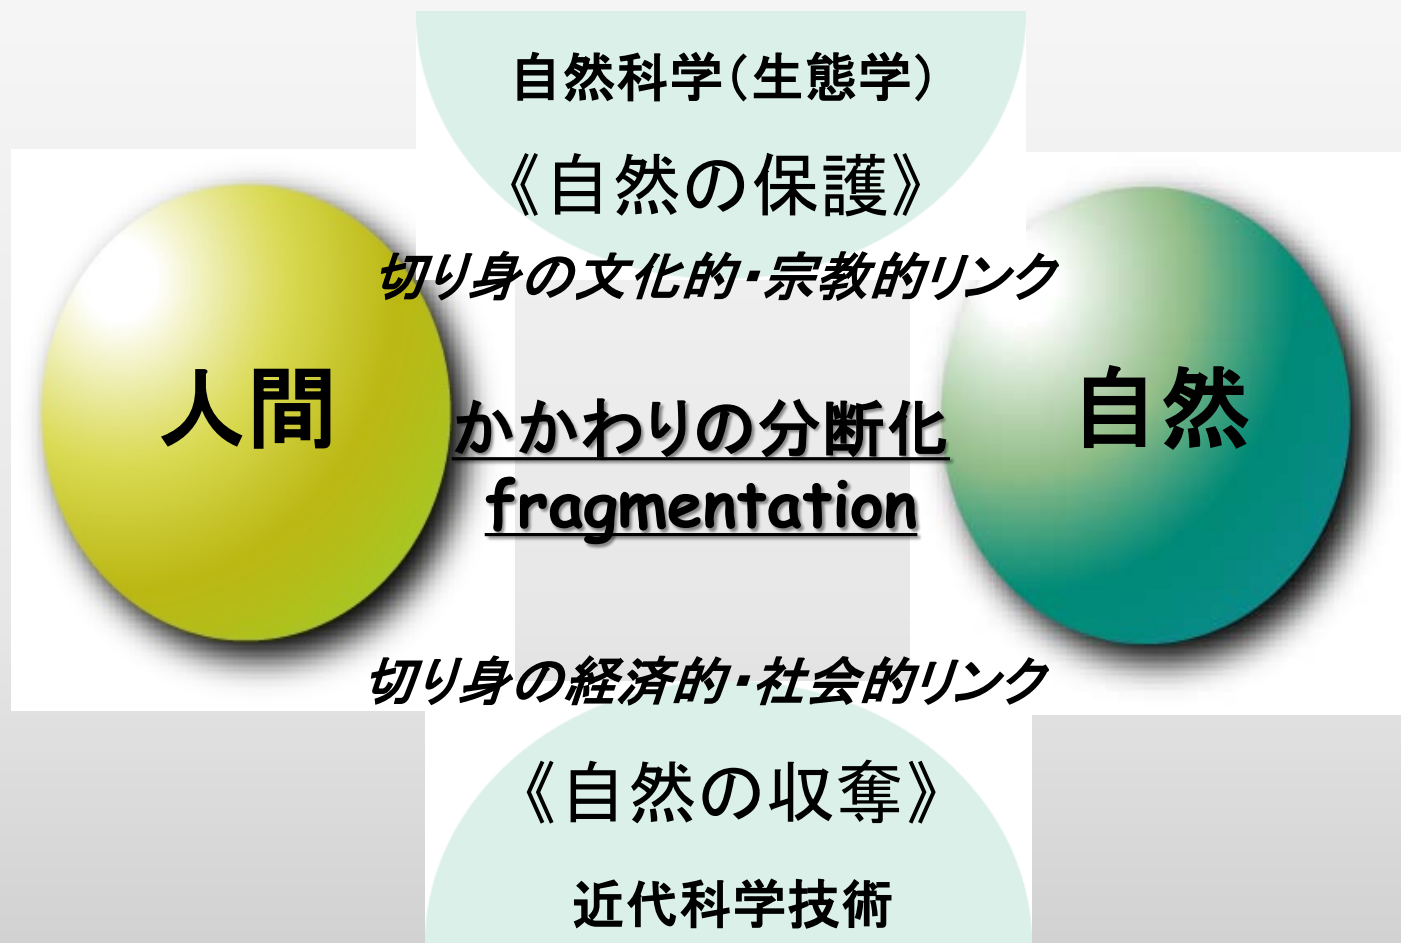 自然科学(生態学)
《自然の保護》
切り身の文化的・宗教的リンク
人間
かかわりの分断化
fragmentation
自然
切り身の経済的・社会的リンク
《自然の収奪》
近代科学技術